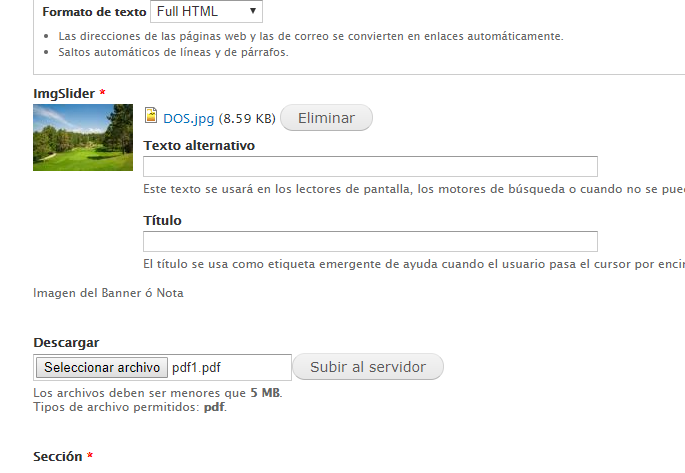 Formato de texto Full HTML
Las direcciones de las páginas web y las de correo se convierten en enlaces automáticamente.
Saltos automáticos de líneas y de párrafos.
ImgSlider *
DOS.jpg (8.59 KB) Eliminar
Texto alternativo
Este texto se usará en los lectores de pantalla, los motores de búsqueda o cuando no se
Título
El título se usa como etiqueta emergente de ayuda cuando el usuario pasa el cursor por
Imagen del Banner ó Nota
Descargar
Seleccionar archivo pdf1.pdf Subir al servidor
Los archivos deben ser menores que 5 MB.
Tipos de archivo permitidos: pdf.
Sección *